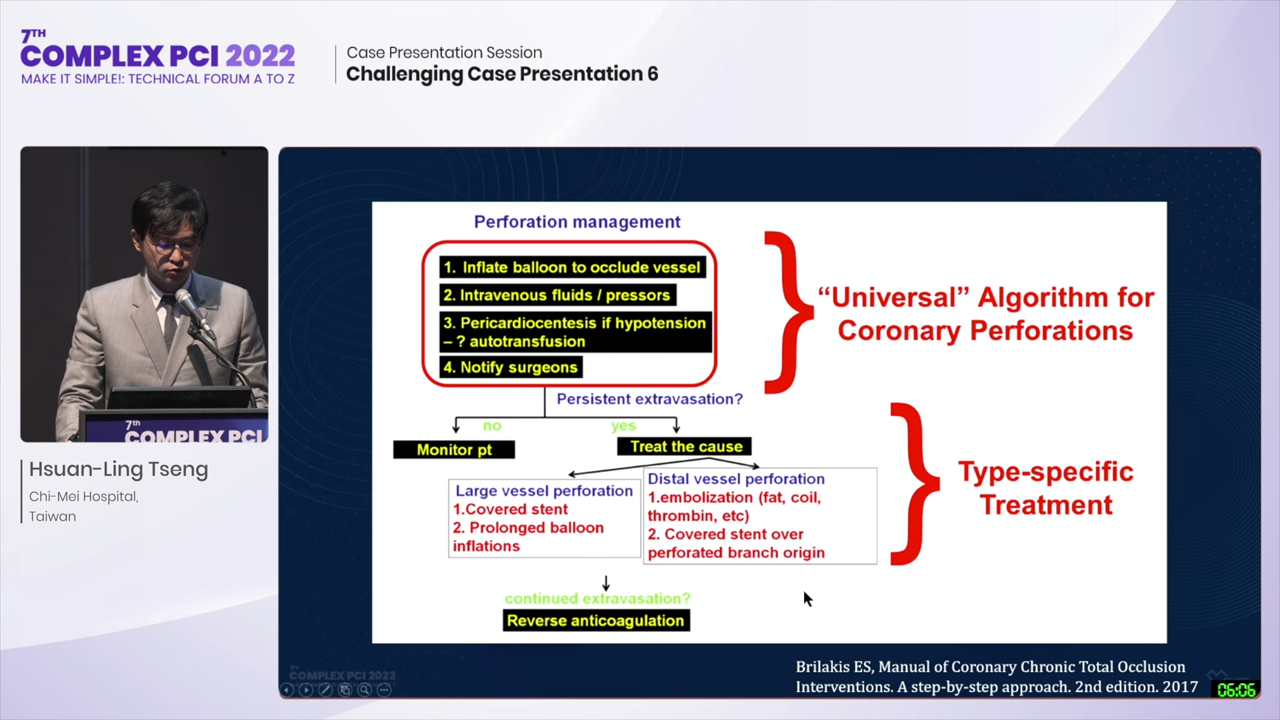 7TH
COMPLEX PCI 2022
MAKE IT SIMPLE!: TECHNICAL FORUM A TO Z
Case Presentation Session
Challenging Case Presentation 6
7th
COMPLEX PCI
Hsuan-Ling Tseng
Chi-Mei Hospital,
Taiwan
Perforation management
1. Inflate balloon to occlude vessel
2. Intravenous fluids / pressors
3. Pericardiocentesis if hypotension
– ? autotransfusion
4. Notify surgeons
“Universal” Algorithm for
Coronary Perforations
Persistent extravasation?
no
yes
Monitor pt
Treat the cause
Large vessel perforation
1.Covered stent
2. Prolonged balloon
inflations
Distal vessel perforation
1.embolization (fat, coil,
thrombin, etc)
2. Covered stent over
perforated branch origin
Type-specific
Treatment
continued extravasation?
Reverse anticoagulation
7th
COMPLEX PCI 2022
Brilakis ES, Manual of Coronary Chronic Total Occlusion
Interventions. A step-by-step approach. 2nd edition. 2017
06:06